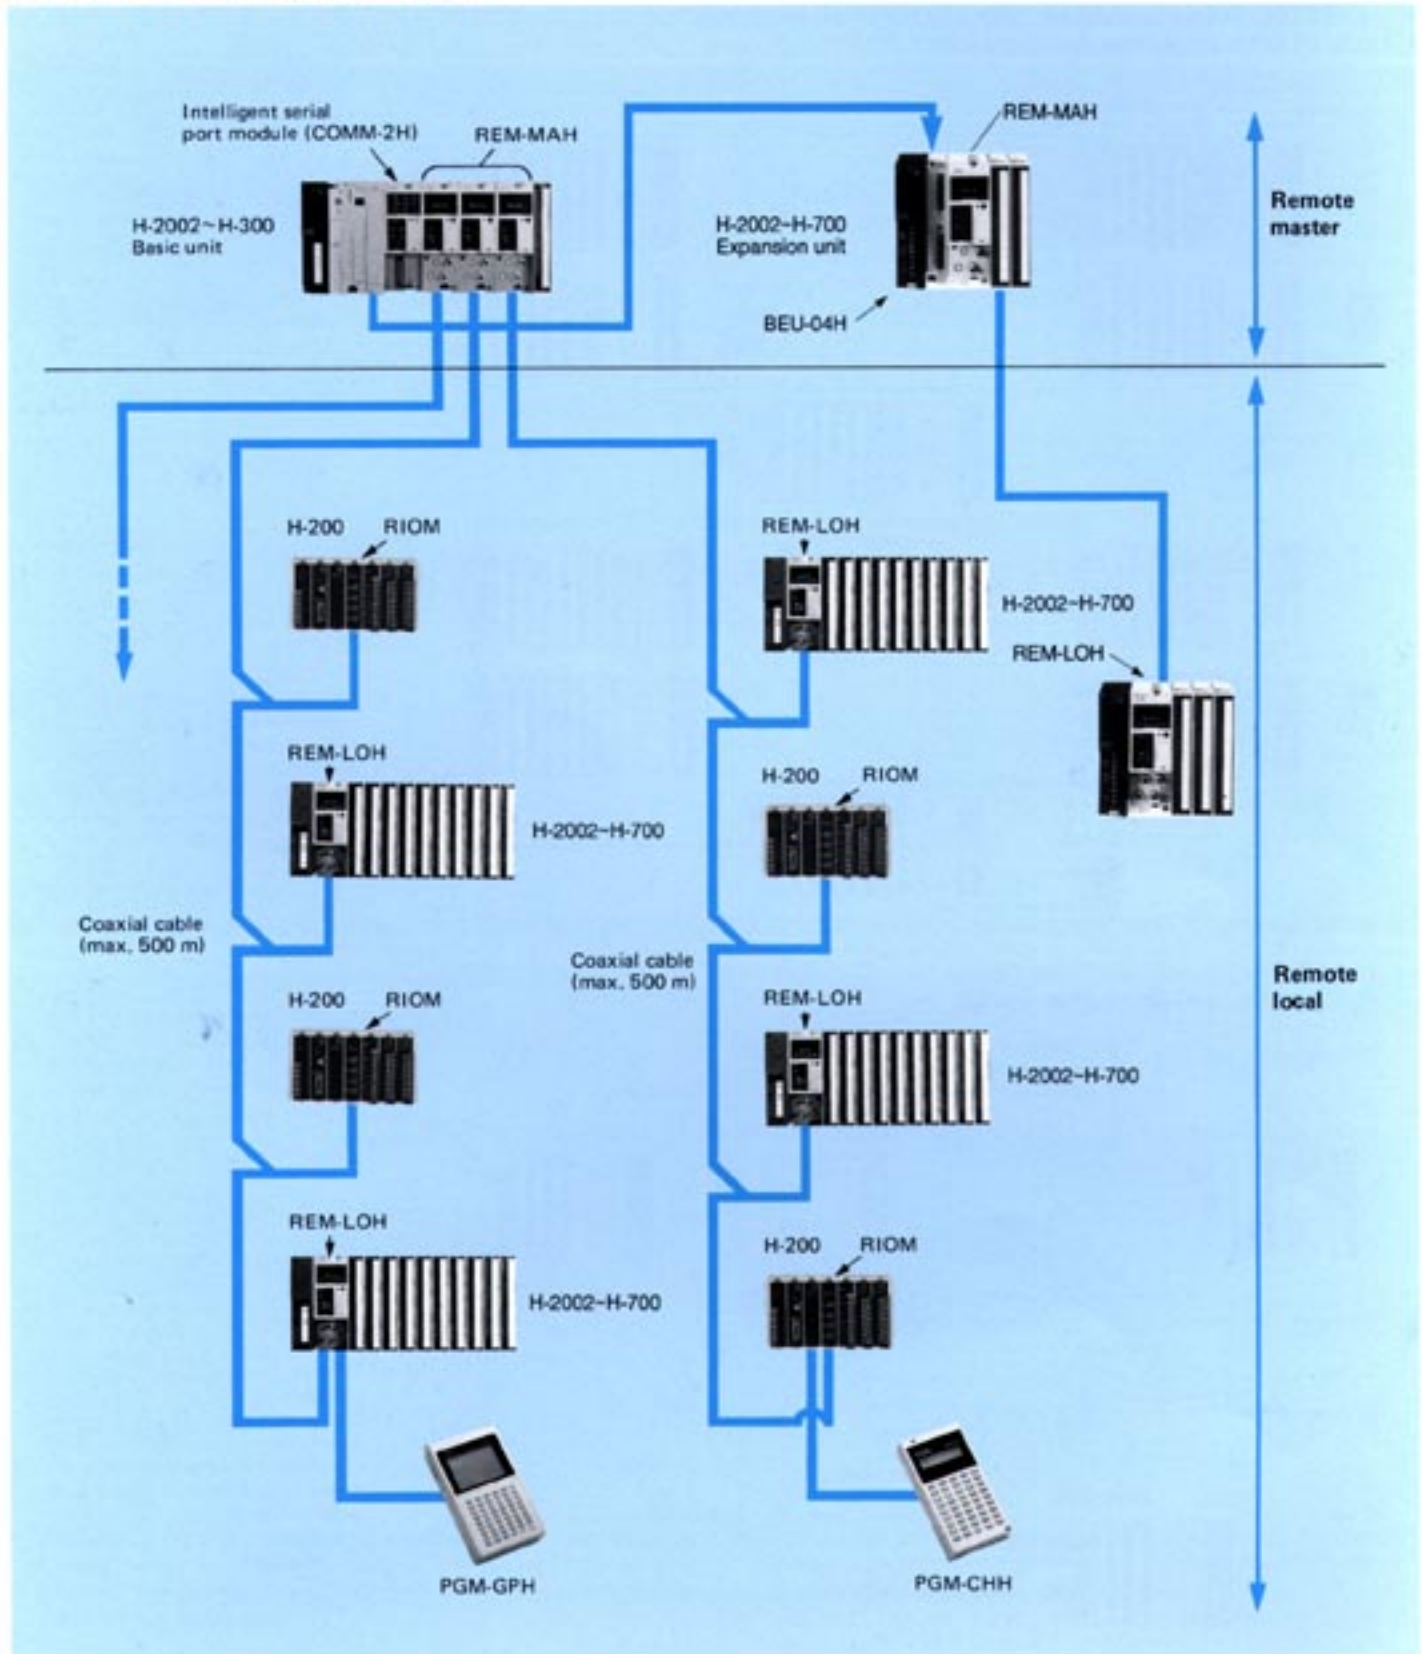 Intelligent serial
port module (COMM-2H)
REM-MAH
REM-MAH
H-2002~H-300
Basic unit
H-2002~H-700
Expansion unit
BEU-04H
Remote
master
H-200
RIOM
REM-LOH
H-2002~H-700
REM-LOH
REM-LOH
H-2002~H-700
H-200
RIOM
Coaxial cable
(max. 500 m)
Coaxial cable
(max. 500 m)
Remote
local
H-200
RIOM
REM-LOH
H-2002~H-700
REM-LOH
H-2002~H-700
H-200
RIOM
PGM-GPH
PGM-CHH